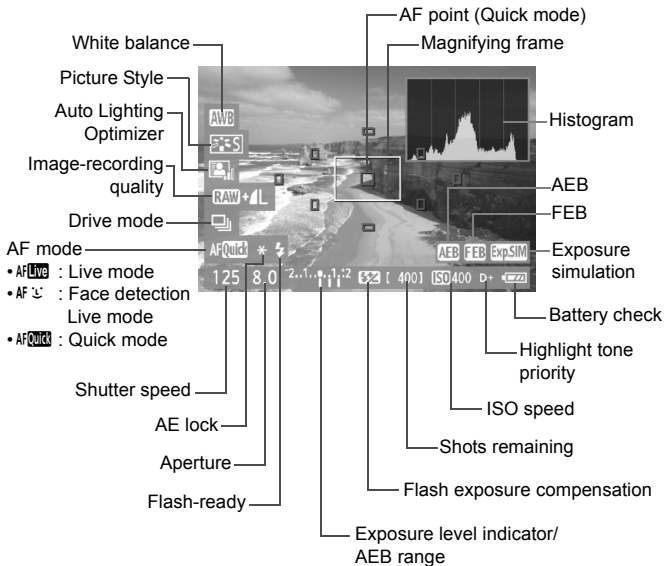 AF point (Quick mode)
White balance
Magnifying frame
Picture Style
Auto Lighting
Optimizer
Histogram
Image-recording
quality
AEB
FEB
Drive mode
AF mode
Exposure
simulation
• AF Live : Live mode
• AF : Face detection
Live mode
• AF Quick : Quick mode
Battery check
Highlight tone
priority
Shutter speed
ISO speed
AE lock
Shots remaining
Aperture
Flash exposure compensation
Flash-ready
Exposure level indicator/
AEB range
AWB
S
RAW+L
AF Quick
AEB FEB Exp.SIM
125 8.0 -2..1..1..2 [ 400] ISO 400 D+